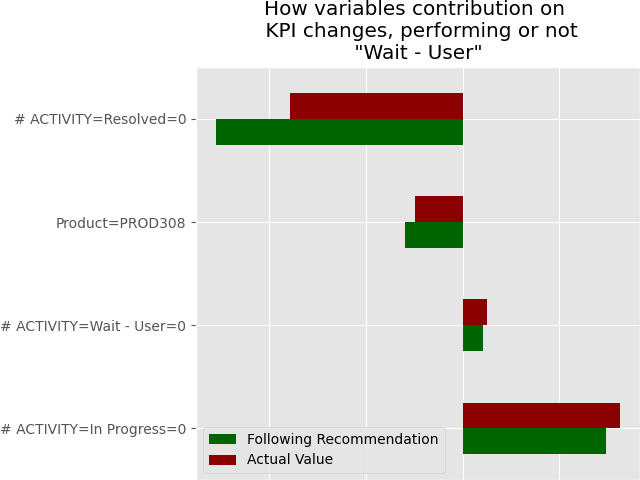 How variables contribution on
KPI changes, performing or not
"Wait - User"
# ACTIVITY=Resolved=0
Product=PROD308
# ACTIVITY=Wait - User=0
# ACTIVITY=In Progress=0
Following Recommendation
Actual Value